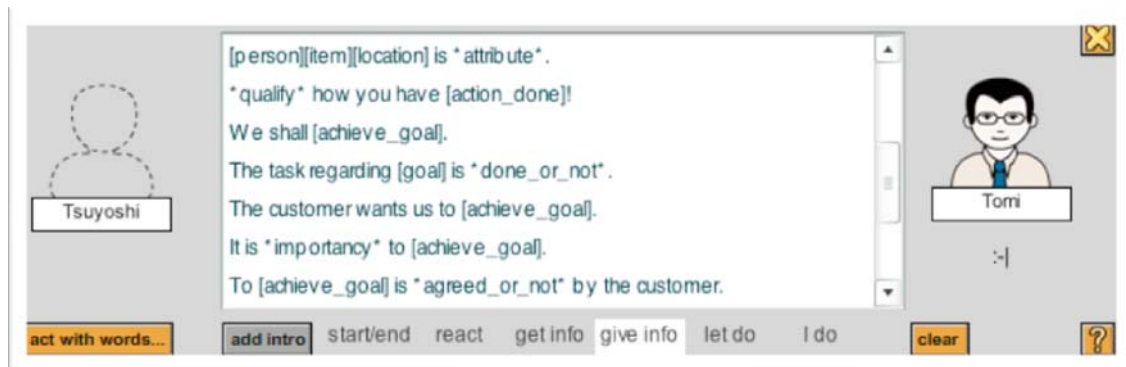 [person][item][location] is *attribute*.
*qualify* how you have [action_done]!
We shall [achieve_goal].
The task regarding [goal] is *done_or_not*.
The customer wants us to [achieve_goal].
It is *importancy* to [achieve_goal].
To [achieve_goal] is *agreed_or_not* by the customer.
Tsuyoshi
Tomi
:-|
act with words... add intro start/end react get info give info let do I do clear ?